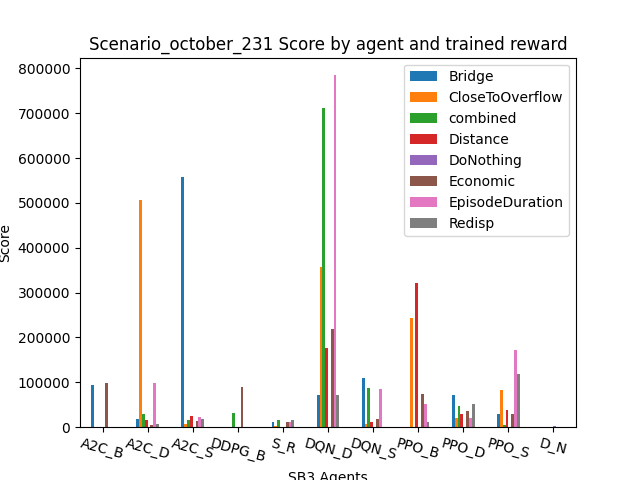 Scenario_october_231 Score by agent and trained reward
800000
700000
600000
500000
400000
300000
200000
100000
0
Score
Bridge
CloseToOverflow
combined
Distance
DoNothing
Economic
EpisodeDuration
Redisp
A2C_B
A2C_D
A2C_S
DDPG_B
S_R
DQN_D
DQN_S
PPO_B
PPO_D
PPO_S
D_N
SB3 Agents